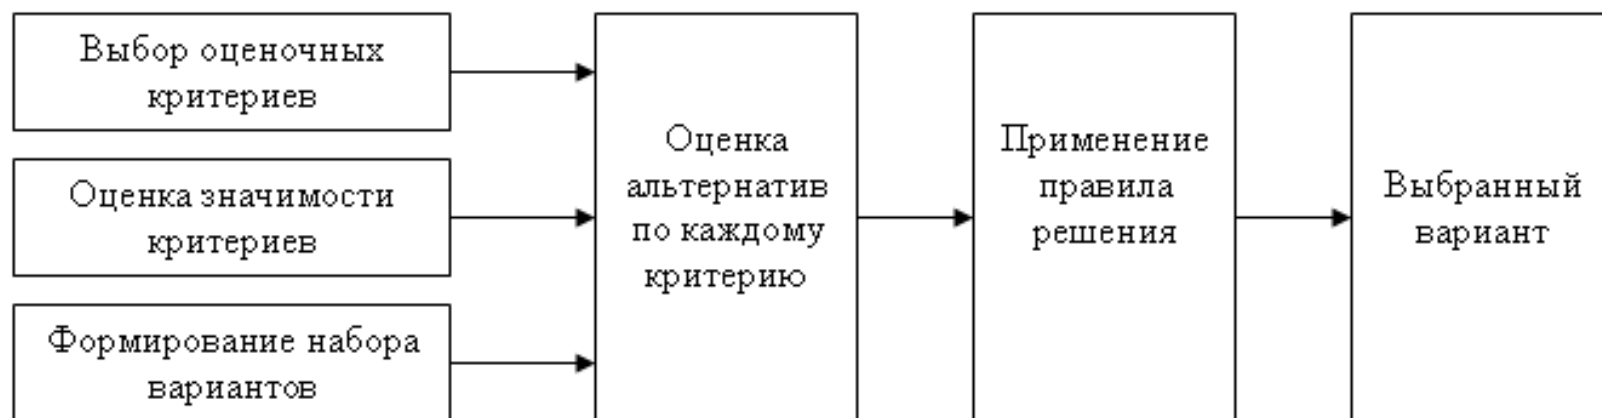 Выбор оценочных
критериев
Оценка значимости
критериев
Формирование набора
вариантов
Оценка
альтернатив
по каждому
критерию
Применение
правила
решения
Выбранный
вариант